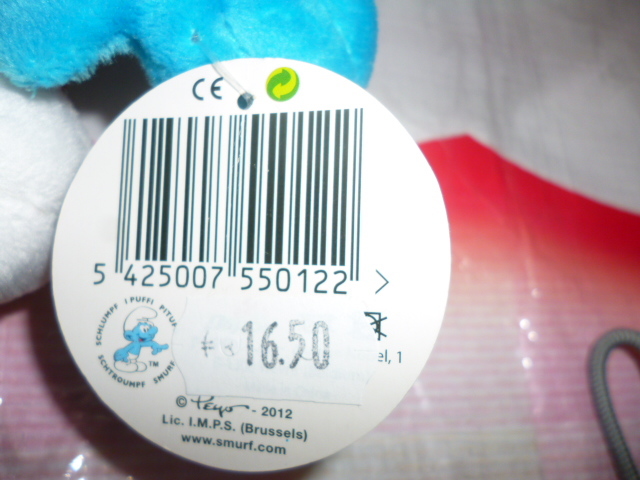 CE
5 425007 550122 >
SCHLUMPF I PUFFI PITUF
SCHTROUMPF SMURF
TM
16.50
el, 1
© Peyo - 2012
Lic. I.M.P.S. (Brussels)
www.smurf.com